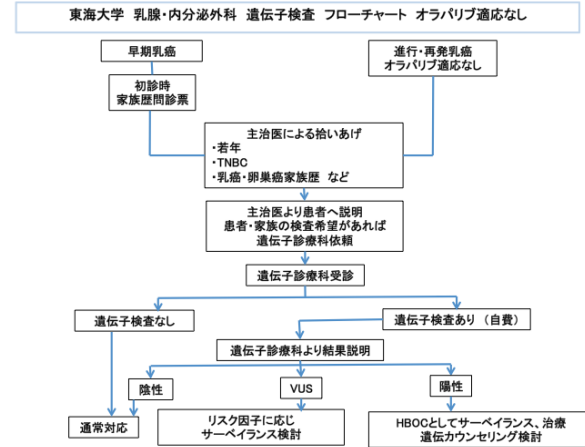 東海大学 乳腺・内分泌外科 遺伝子検査 フローチャート オラパリブ適応なし
早期乳癌
進行・再発乳癌
オラパリブ適応なし
初診時
家族歴問診票
主治医による拾いあげ
・若年
・TNBC
・乳癌・卵巣癌家族歴 など
主治医より患者へ説明
患者・家族の検査希望があれば
遺伝子診療科依頼
遺伝子診療科受診
遺伝子検査なし
遺伝子検査あり (自費)
遺伝子診療科より結果説明
陰性
VUS
陽性
通常対応
リスク因子に応じ
サーベイランス検討
HBOCとしてサーベイランス、治療
遺伝カウンセリング検討